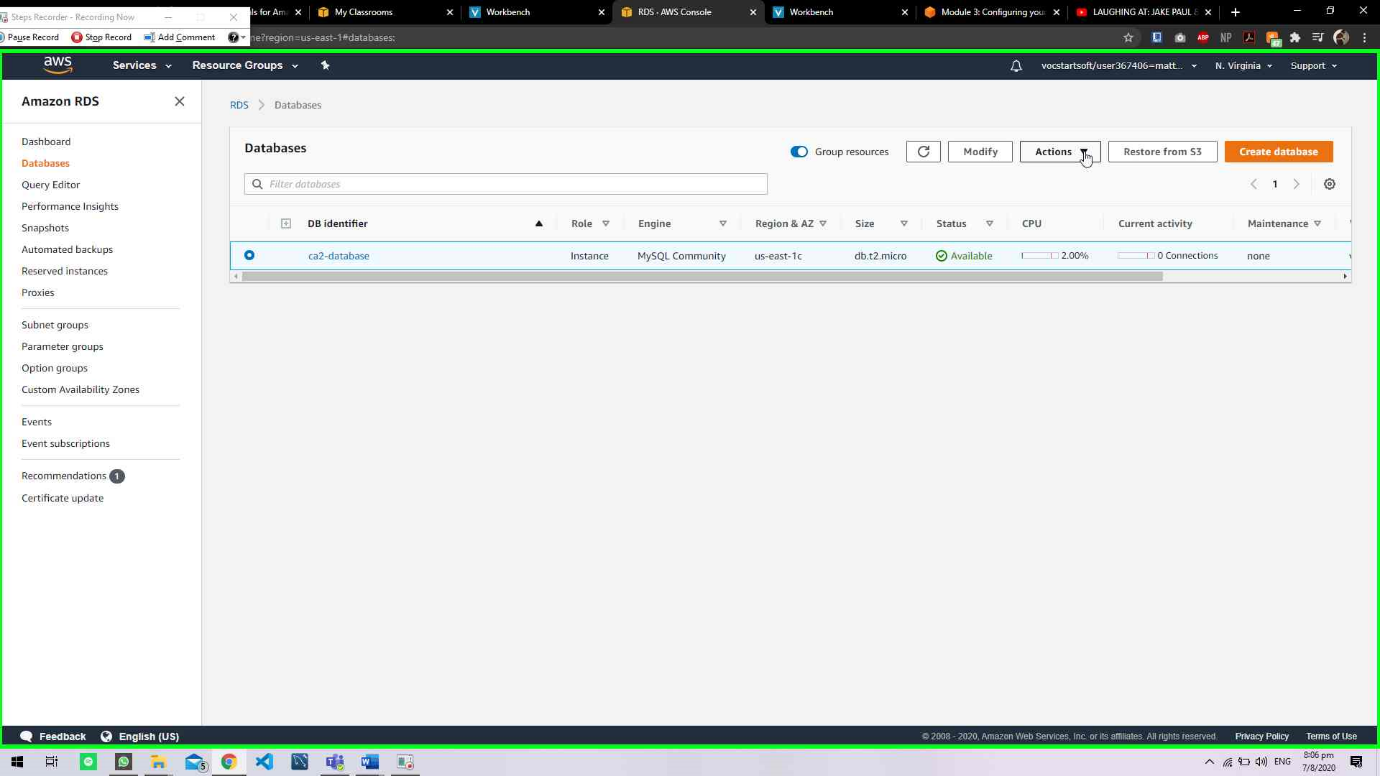 Steps Recorder - Recording Now
Pause Record
Stop Record
Add Comment
ls for Am
My Classrooms
Workbench
RDS - AWS Console
Workbench
Module 3: Configuring you
LAUGHING AT: JAKE PAUL &
ne?region=us-east-1#databases:
ABP
NP
aws
Services
Resource Groups
vocstartsoft/user367406=matt...
N. Virginia
Support
Amazon RDS
RDS
Databases
Dashboard
Databases
Query Editor
Performance Insights
Snapshots
Automated backups
Reserved instances
Proxies
Subnet groups
Parameter groups
Option groups
Custom Availability Zones
Events
Event subscriptions
Recommendations 1
Certificate update
Databases
Group resources
Modify
Actions
Restore from S3
Create database
Filter databases
1
DB identifier Role Engine Region & AZ Size Status CPU Current activity Maintenance
ca2-database Instance MySQL Community us-east-1c db.t2.micro Available 2.00% 0 Connections none
Feedback
English (US)
© 2008 - 2020, Amazon Web Services, Inc. or its affiliates. All rights reserved.
Privacy Policy
Terms of Use
5
ENG
8:06 pm
7/8/2020